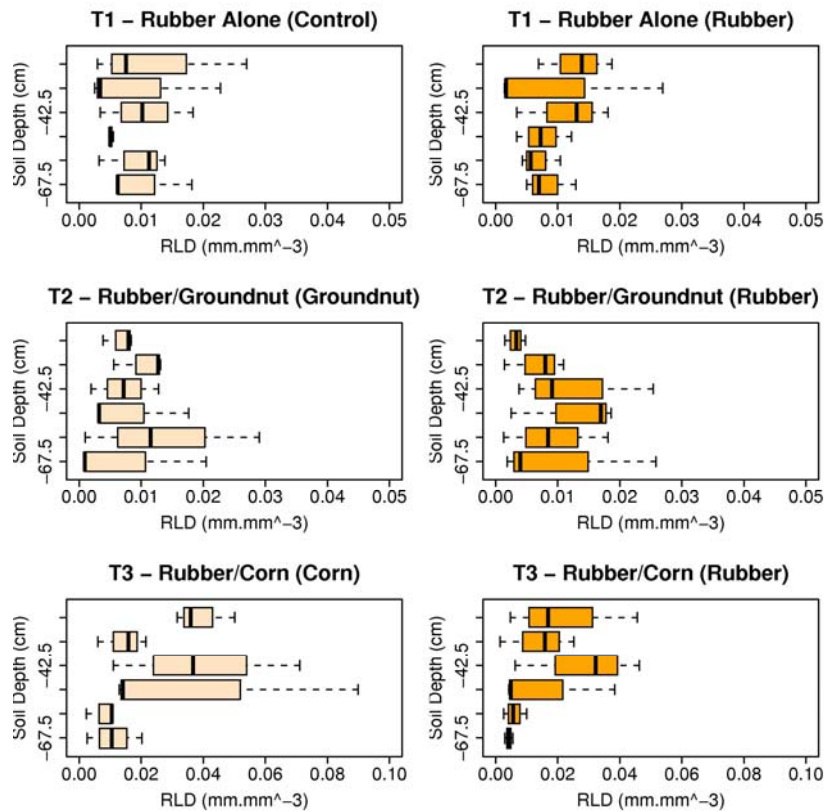 T1 – Rubber Alone (Control)
Soil Depth (cm)
−42.5
−67.5
0.00 0.01 0.02 0.03 0.04 0.05
RLD (mm.mm^−3)
T1 – Rubber Alone (Rubber)
Soil Depth (cm)
−42.5
−67.5
0.00 0.01 0.02 0.03 0.04 0.05
RLD (mm.mm^−3)
T2 – Rubber/Groundnut (Groundnut)
Soil Depth (cm)
−42.5
−67.5
0.00 0.01 0.02 0.03 0.04 0.05
RLD (mm.mm^−3)
T2 – Rubber/Groundnut (Rubber)
Soil Depth (cm)
−42.5
−67.5
0.00 0.01 0.02 0.03 0.04 0.05
RLD (mm.mm^−3)
T3 – Rubber/Corn (Corn)
Soil Depth (cm)
−42.5
−67.5
0.00 0.02 0.04 0.06 0.08 0.10
RLD (mm.mm^−3)
T3 – Rubber/Corn (Rubber)
Soil Depth (cm)
−42.5
−67.5
0.00 0.02 0.04 0.06 0.08 0.10
RLD (mm.mm^−3)